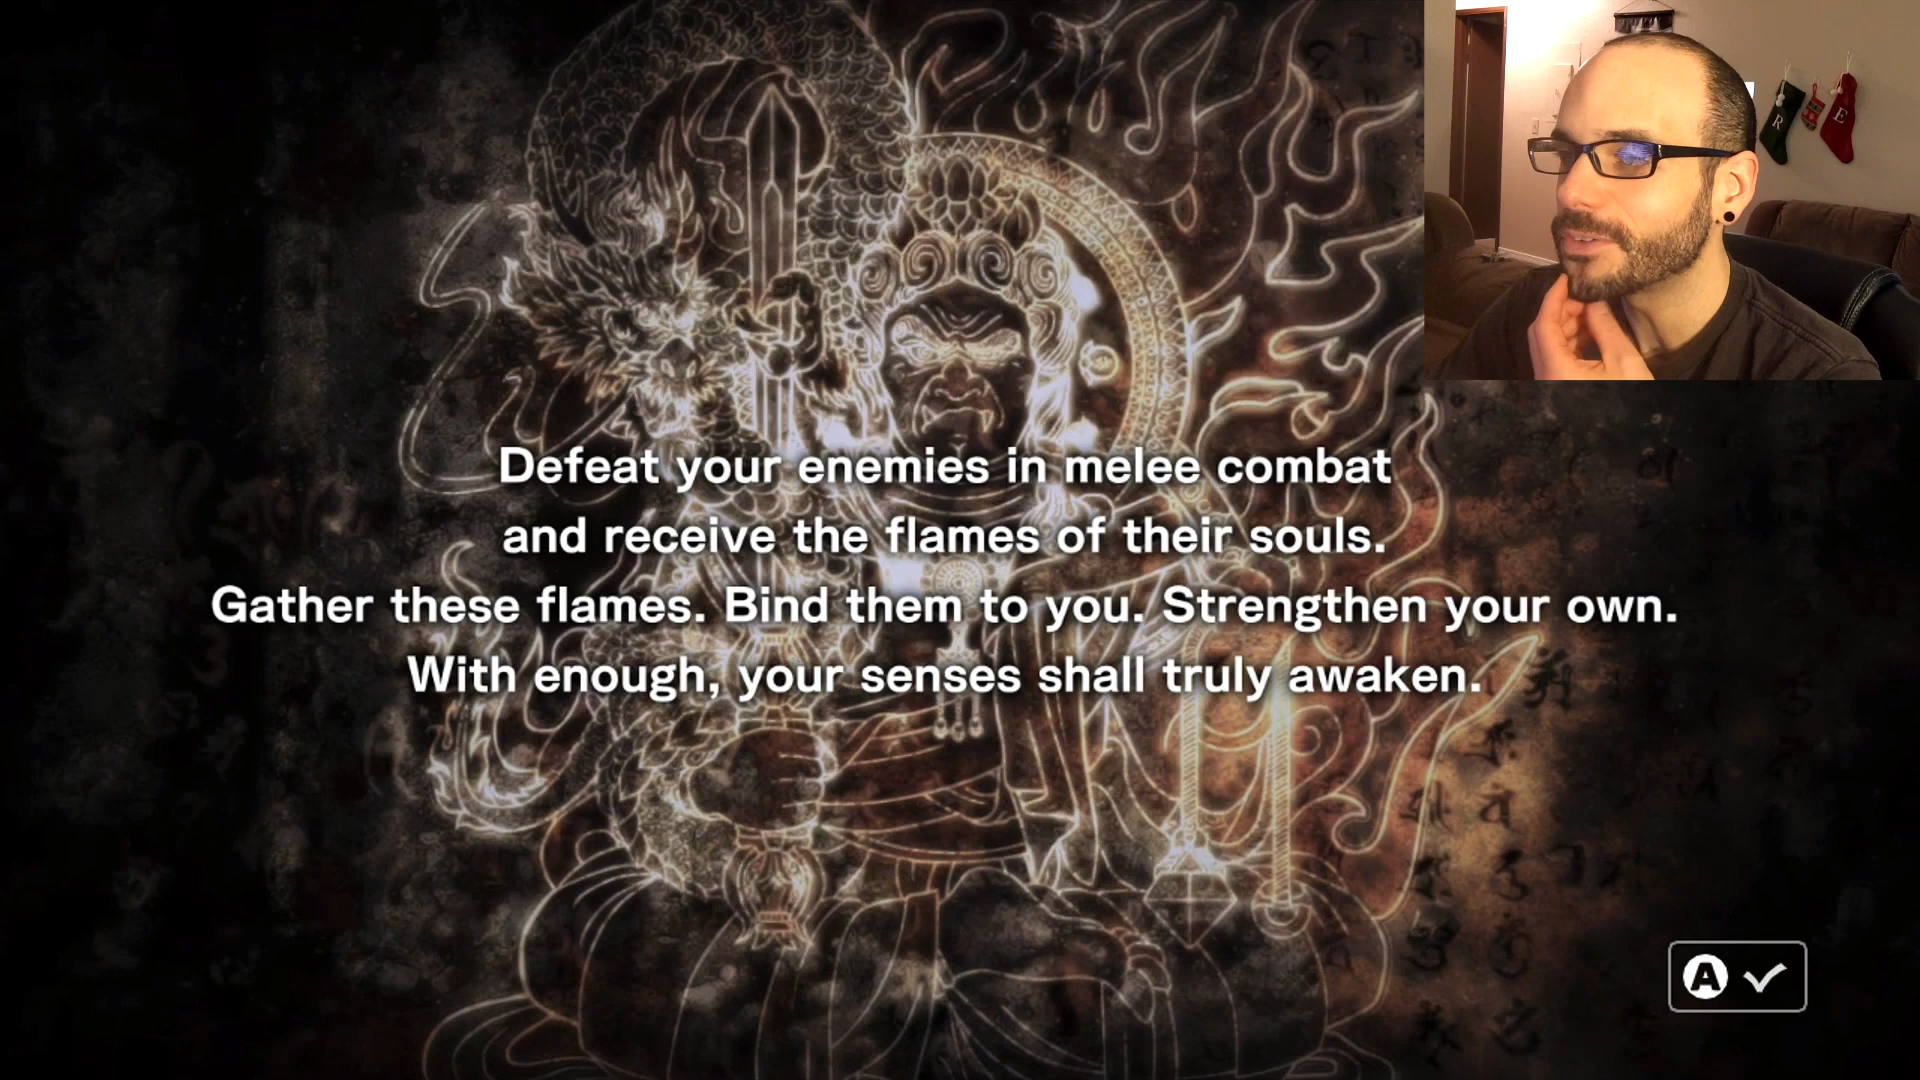 R
E
Defeat your enemies in melee combat
and receive the flames of their souls.
Gather these flames. Bind them to you. Strengthen your own.
With enough, your senses shall truly awaken.
A